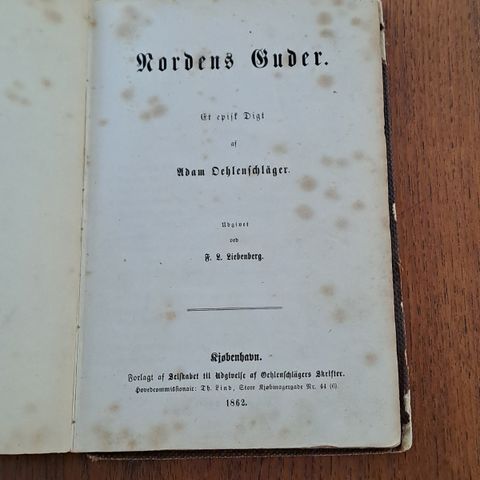 Nordens Guder.
Et episk Digt
af
Adam Oehlenschläger.
Udgivet
ved
F. L. Liebenberg.
Kjøbenhavn.
Forlagt af Selskabet til Udgivelse af Oehlenschlägers Skrifter.
Hovedcommissionair: Th. Lind, Store Kjøbmagergade Nr. 44 (6).
1862.